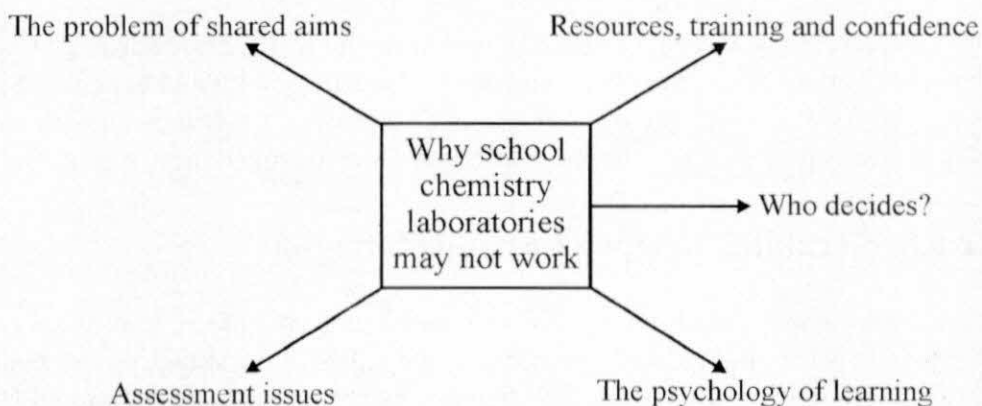 The problem of shared aims
Resources, training and confidence
Why school
chemistry
laboratories
may not work
Who decides?
Assessment issues
The psychology of learning